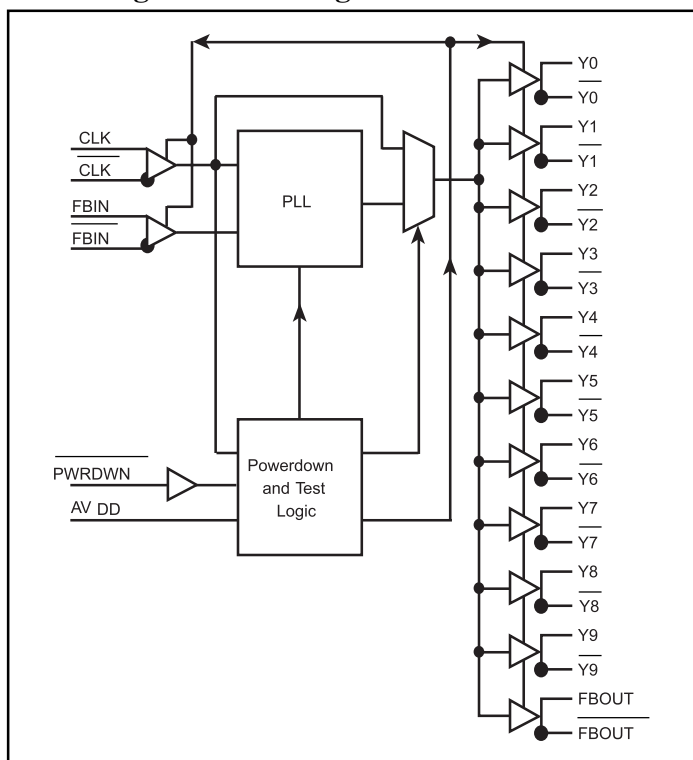 CLK
CLK
FBIN
FBIN
PLL
PWRDWN
AV DD
Powerdown
and Test
Logic
Y0
Y0
Y1
Y1
Y2
Y2
Y3
Y3
Y4
Y4
Y5
Y5
Y6
Y6
Y7
Y7
Y8
Y8
Y9
Y9
FBOUT
FBOUT